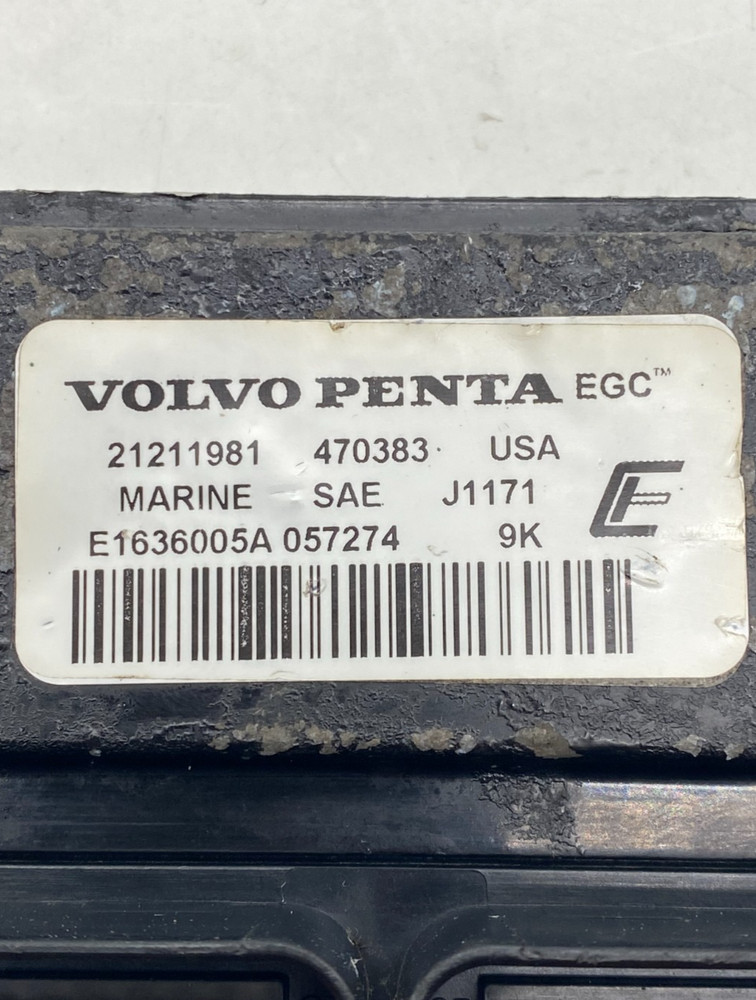 VOLVO PENTA EGC™
21211981 470383 USA
MARINE SAE J1171
E1636005A 057274 9K